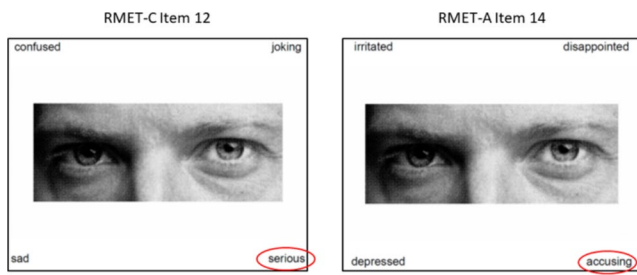 RMET-C Item 12
RMET-A Item 14
confused
joking
irritated
disappointed
sad
serious
depressed
accusing